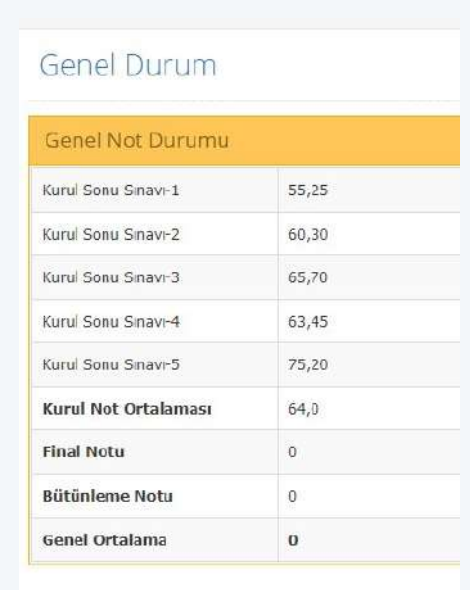 Genel Durum
Genel Not Durumu
Kurul Sonu Sınavı-1 55,25
Kurul Sonu Sınavı-2 60,30
Kurul Sonu Sınavı-3 65,70
Kurul Sonu Sınavı-4 63,45
Kurul Sonu Sınavı-5 75,20
Kurul Not Ortalaması 64,0
Final Notu 0
Bütünleme Notu 0
Genel Ortalama 0